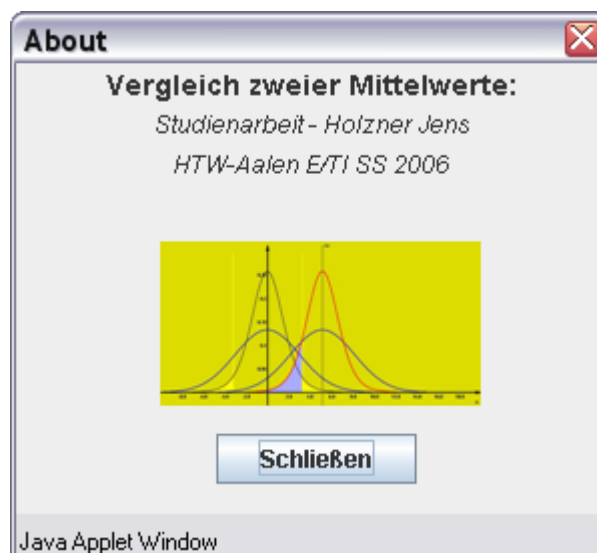 About
Vergleich zweier Mittelwerte:
Studienarbeit - Holzner Jens
HTW-Aalen E/TI SS 2006
Schließen
Java Applet Window